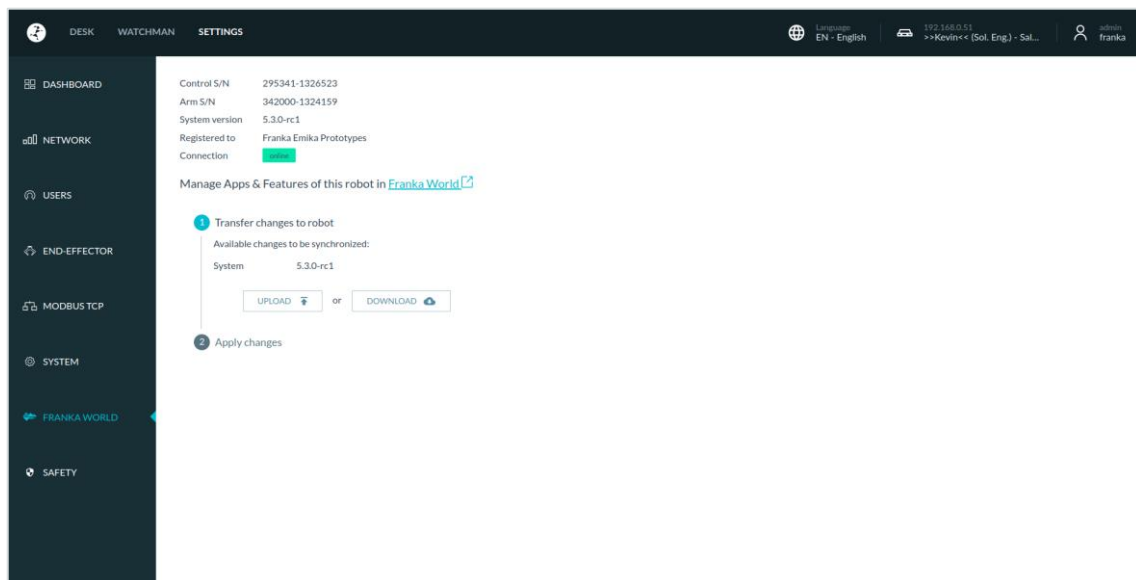 DESK WATCHMAN SETTINGS
Language
EN - English
192.168.0.51
>>Kevin<< (Sol. Eng.) - Sal...
admin
franka
DASHBOARD
NETWORK
USERS
END-EFFECTOR
MODBUS TCP
SYSTEM
FRANKA WORLD
SAFETY
Control S/N 295341-1326523
Arm S/N 342000-1324159
System version 5.3.0-rc1
Registered to Franka Emika Prototypes
Connection online
Manage Apps & Features of this robot in Franka World
1 Transfer changes to robot
Available changes to be synchronized:
System 5.3.0-rc1
UPLOAD or DOWNLOAD
2 Apply changes